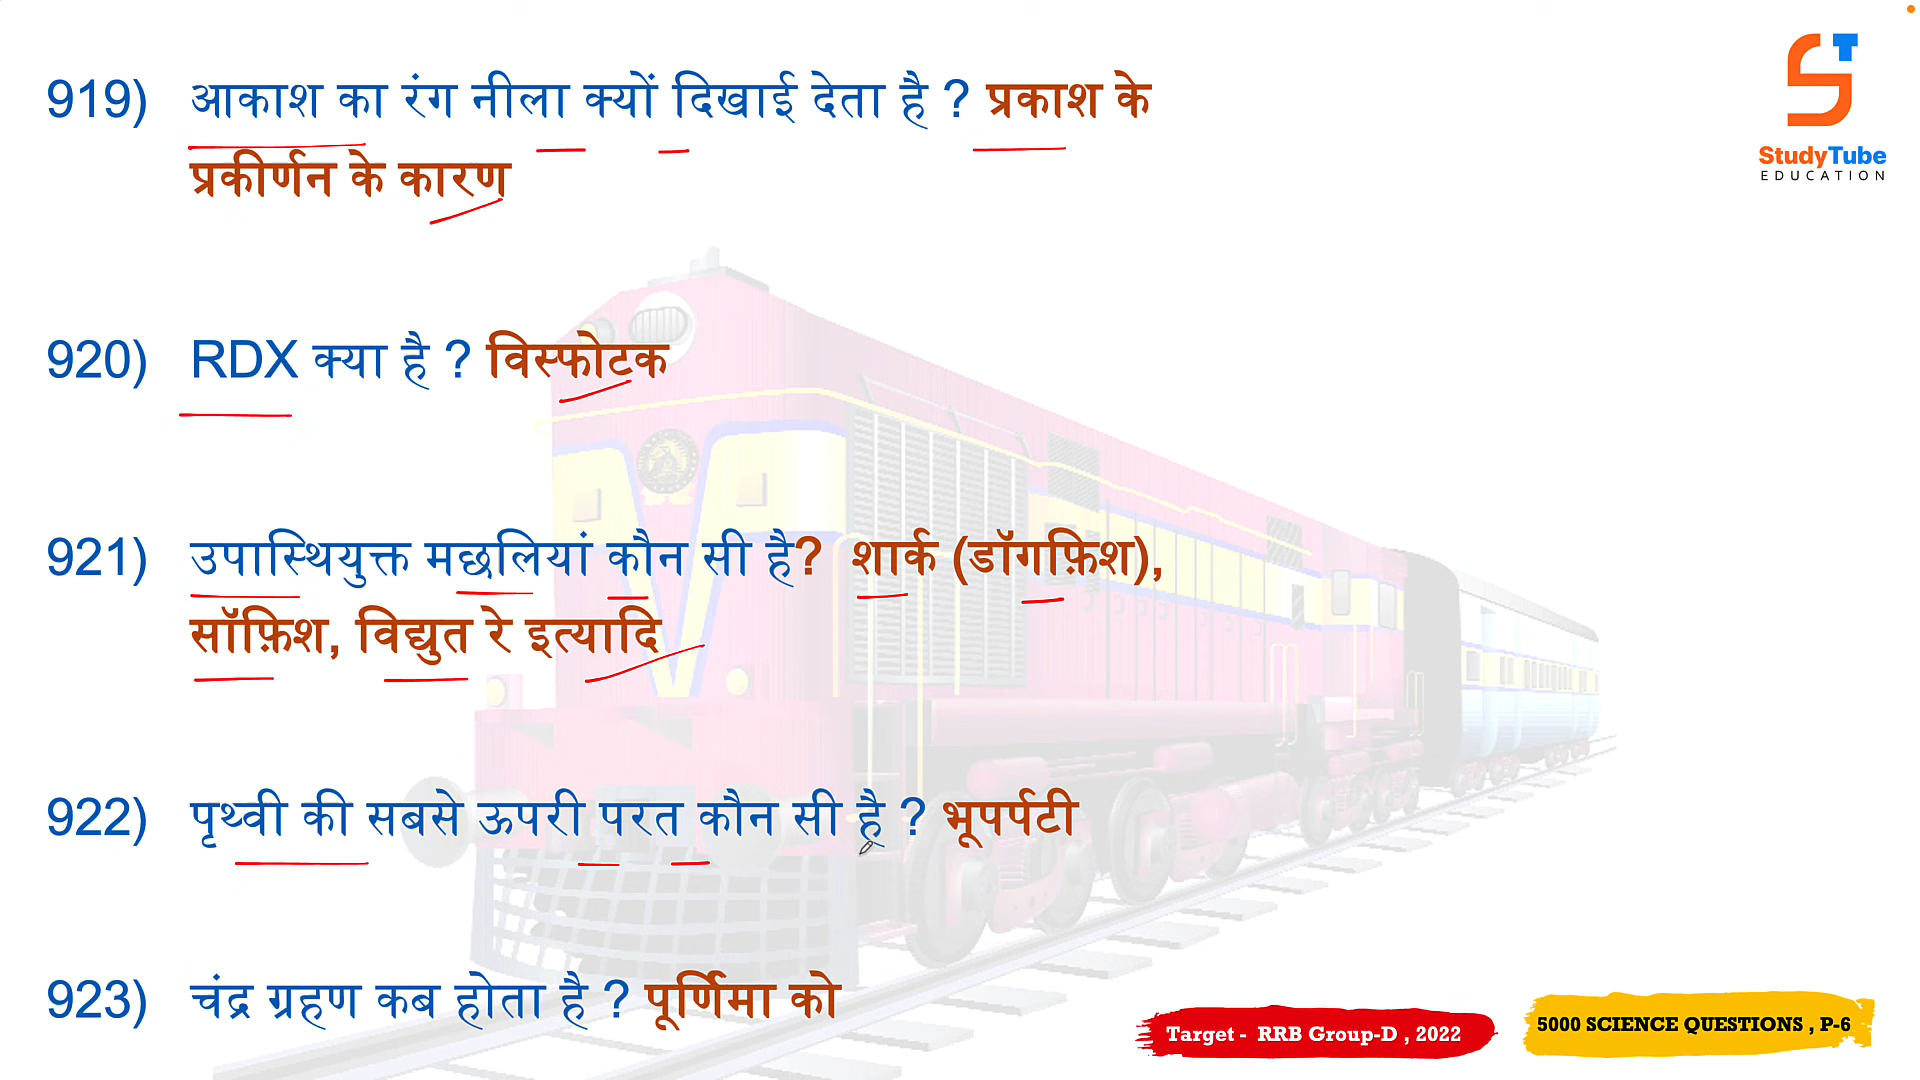 919) आकाश का रंग नीला क्यों दिखाई देता है ? प्रकाश के
प्रकीर्णन के कारण
StudyTube
EDUCATION
920) RDX क्या है ? विस्फोटक
921) उपास्थियुक्त मछलियां कौन सी है? शार्क (डॉगफ़िश),
सॉफ़िश, विद्युत रे इत्यादि
922) पृथ्वी की सबसे ऊपरी परत कौन सी है ? भूपर्पटी
923) चंद्र ग्रहण कब होता है ? पूर्णिमा को
Target - RRB Group-D , 2022
5000 SCIENCE QUESTIONS , P-6